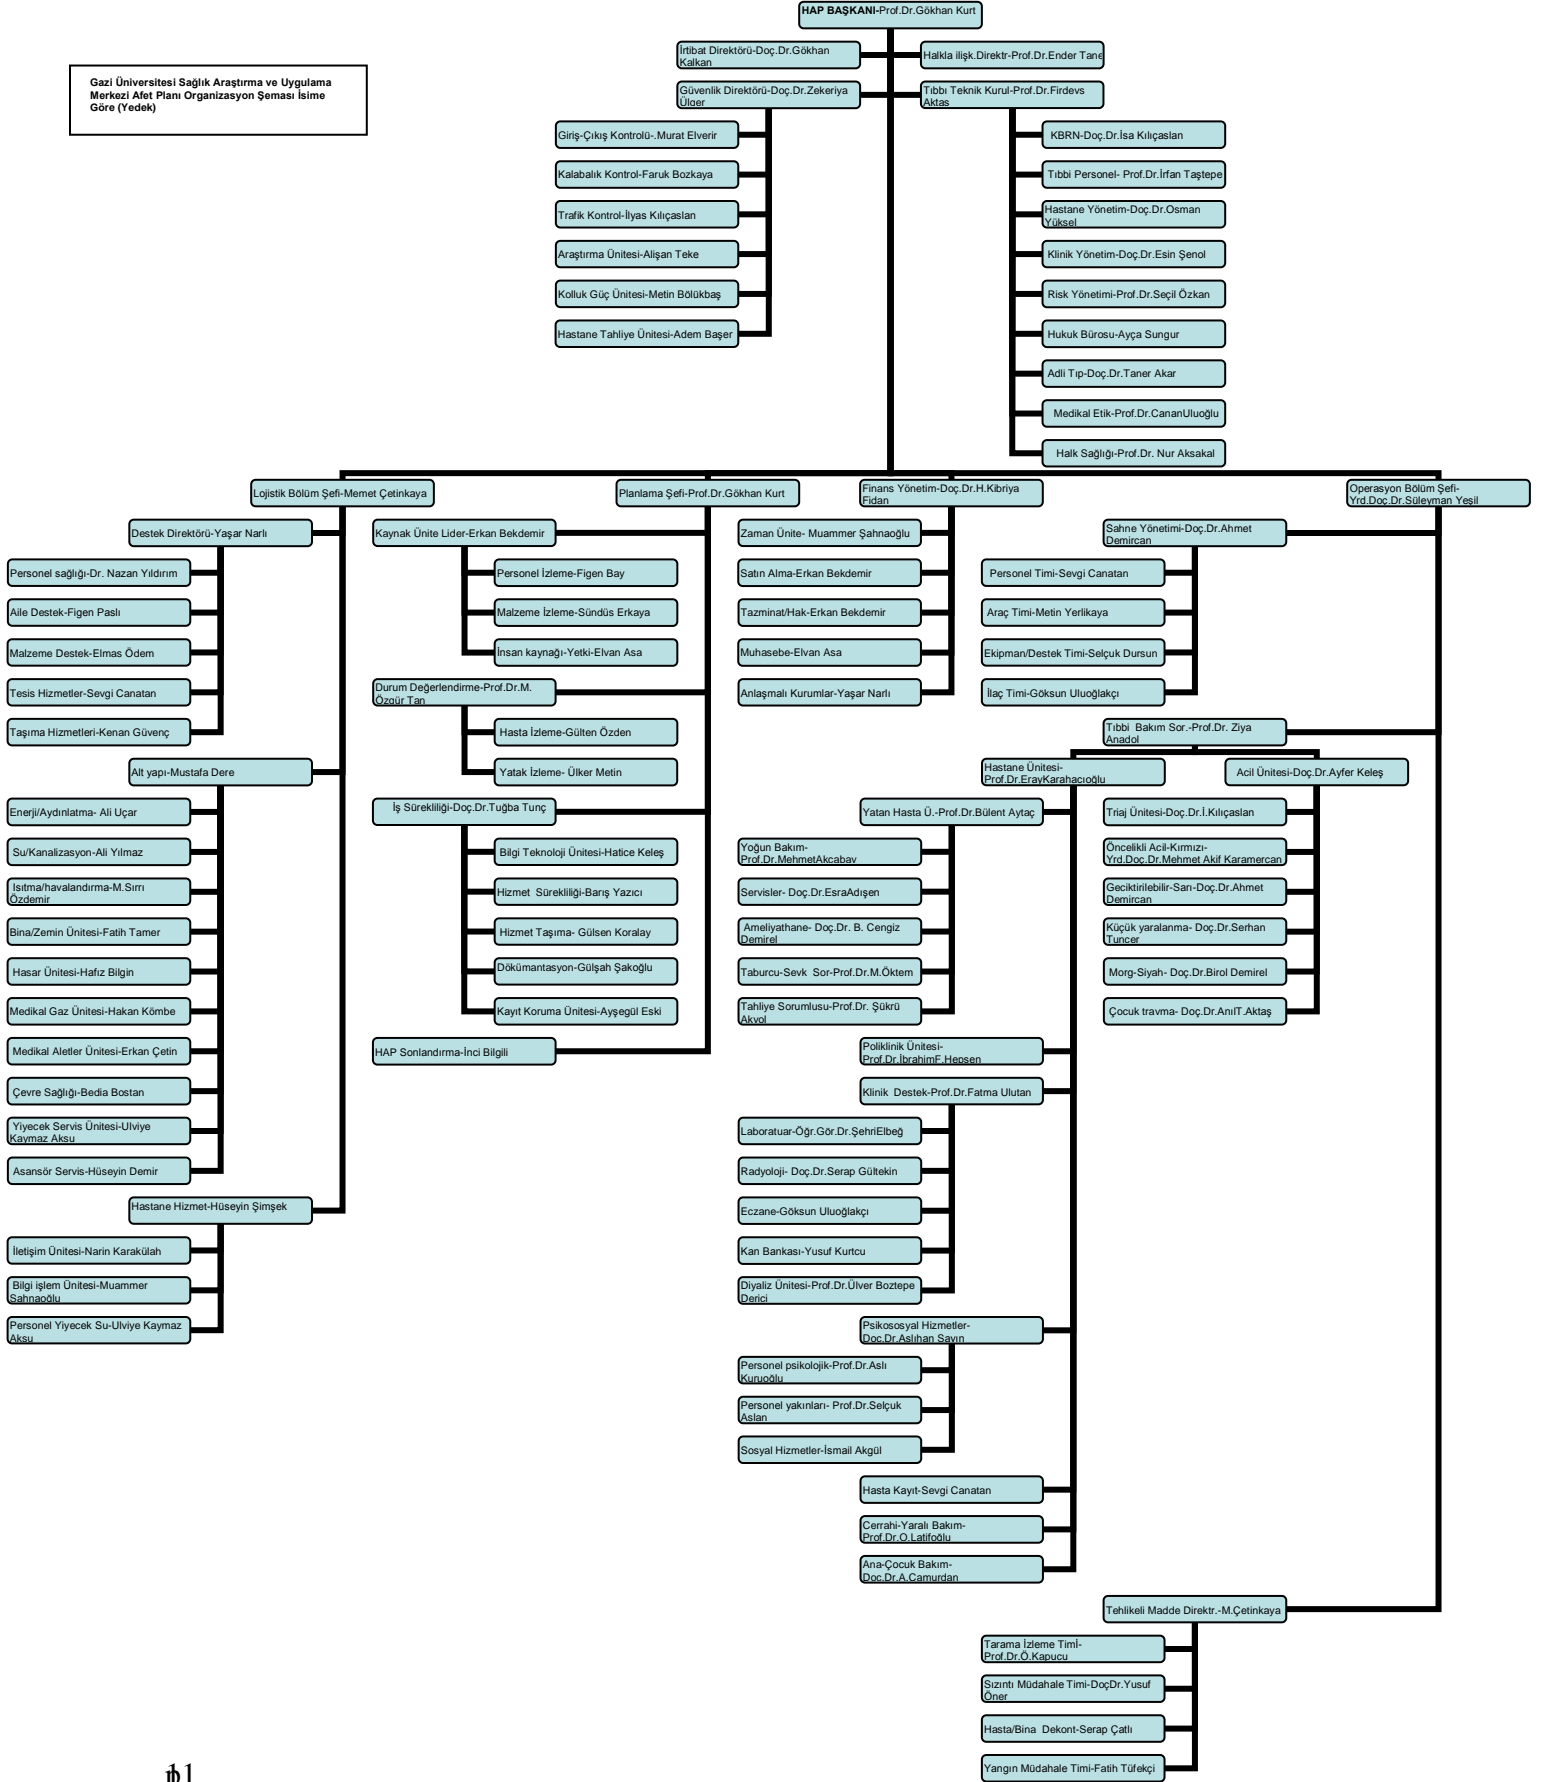 HAP BAŞKANI-Prof.Dr.Gökhan Kurt
İrtibat Direktörü-Doç.Dr.Gökhan
Kalkan
Halkla ilişk.Direktr-Prof.Dr.Ender Tane
Gazi Üniversitesi Sağlık Araştırma ve Uygulama
Merkezi Afet Planı Organizasyon Şeması İsime
Göre (Yedek)
Güvenlik Direktörü-Doç.Dr.Zekeriya
Ülger
Tıbbı Teknik Kurul-Prof.Dr.Firdevs
Aktaş
Giriş-Çıkış Kontrolü-.Murat Elverir
Kalabalık Kontrol-Faruk Bozkaya
Trafik Kontrol-İlyas Kılıçaslan
Araştırma Ünitesi-Alişan Teke
Kolluk Güç Ünitesi-Metin Bölükbaş
Hastane Tahliye Ünitesi-Adem Başer
KBRN-Doç.Dr.İsa Kılıçaslan
Tıbbi Personel- Prof.Dr.İrfan Taştepe
Hastane Yönetim-Doç.Dr.Osman
Yüksel
Klinik Yönetim-Doç.Dr.Esin Şenol
Risk Yönetimi-Prof.Dr.Seçil Özkan
Hukuk Bürosu-Ayça Sungur
Adli Tıp-Doç.Dr.Taner Akar
Medikal Etik-Prof.Dr.CananUluoğlu
Halk Sağlığı-Prof.Dr. Nur Aksakal
Lojistik Bölüm Şefi-Memet Çetinkaya
Destek Direktörü-Yaşar Narlı
Personel sağlığı-Dr. Nazan Yıldırım
Aile Destek-Figen Paslı
Malzeme Destek-Elmas Ödem
Tesis Hizmetler-Sevgi Canatan
Taşıma Hizmetleri-Kenan Güvenç
Alt yapı-Mustafa Dere
Enerji/Aydınlatma- Ali Uçar
Su/Kanalizasyon-Ali Yılmaz
Isıtma/havalandırma-M.Sırrı
Özdemir
Bina/Zemin Ünitesi-Fatih Tamer
Hasar Ünitesi-Hafız Bilgin
Medikal Gaz Ünitesi-Hakan Kömbe
Medikal Aletler Ünitesi-Erkan Çetin
Çevre Sağlığı-Bedia Bostan
Yiyecek Servis Ünitesi-Ulviye
Kaymaz Aksu
Asansör Servis-Hüseyin Demir
Hastane Hizmet-Hüseyin Şimşek
İletişim Ünitesi-Narin Karakülah
Bilgi işlem Ünitesi-Muammer
Şahnaoğlu
Personel Yiyecek Su-Ulviye Kaymaz
Aksu
Planlama Şefi-Prof.Dr.Gökhan Kurt
Kaynak Ünite Lider-Erkan Bekdemir
Personel İzleme-Figen Bay
Malzeme İzleme-Sündüs Erkaya
İnsan kaynağı-Yetki-Elvan Asa
Durum Değerlendirme-Prof.Dr.M.
Özgür Tan
Hasta İzleme-Gülten Özden
Yatak İzleme- Ülker Metin
İş Sürekliliği-Doç.Dr.Tuğba Tunç
Bilgi Teknoloji Ünitesi-Hatice Keleş
Hizmet  Sürekliliği-Barış Yazıcı
Hizmet Taşıma- Gülsen Koralay
Dökümantasyon-Gülşah Şakoğlu
Kayıt Koruma Ünitesi-Ayşegül Eski
HAP Sonlandırma-İnci Bilgili
Finans Yönetim-Doç.Dr.H.Kibriya
Fidan
Zaman Ünite- Muammer Şahnaoğlu
Satın Alma-Erkan Bekdemir
Tazminat/Hak-Erkan Bekdemir
Muhasebe-Elvan Asa
Anlaşmalı Kurumlar-Yaşar Narlı
Operasyon Bölüm Şefi-
Yrd.Doç.Dr.Süleyman Yeşil
Sahne Yönetimi-Doç.Dr.Ahmet
Demircan
Personel Timi-Sevgi Canatan
Araç Timi-Metin Yerlikaya
Ekipman/Destek Timi-Selçuk Dursun
İlaç Timi-Göksun Uluoğlakçı
Tıbbi  Bakım Sor.-Prof.Dr. Ziya
Anadol
Hastane Ünitesi-
Prof.Dr.ErayKarahacıoğlu
Acil Ünitesi-Doç.Dr.Ayfer Keleş
Yatan Hasta Ü.-Prof.Dr.Bülent Aytaç
Yoğun Bakım-
Prof.Dr.MehmetAkçabay
Servisler- Doç.Dr.EsraAdışen
Ameliyathane- Doç.Dr. B. Cengiz
Demirel
Taburcu-Sevk  Sor-Prof.Dr.M.Öktem
Tahliye Sorumlusu-Prof.Dr. Şükrü
Akyol
Triaj Ünitesi-Doç.Dr.İ.Kılıçaslan
Öncelikli Acil-Kırmızı-
Yrd.Doç.Dr.Mehmet Akif Karamercan
Geciktirilebilir-Sarı-Doç.Dr.Ahmet
Demircan
Küçük yaralanma- Doç.Dr.Serhan
Tuncer
Morg-Siyah- Doç.Dr.Birol Demirel
Çocuk travma- Doç.Dr.AnılT.Aktaş
Poliklinik Ünitesi-
Prof.Dr.İbrahimF.Hepşen
Klinik  Destek-Prof.Dr.Fatma Ulutan
Laboratuar-Öğr.Gör.Dr.ŞehriElbeğ
Radyoloji- Doç.Dr.Serap Gültekin
Eczane-Göksun Uluoğlakçı
Kan Bankası-Yusuf Kurtcu
Diyaliz Ünitesi-Prof.Dr.Ülver Boztepe
Derici
Psikososyal Hizmetler-
Doç.Dr.Aslıhan Sayın
Personel psikolojik-Prof.Dr.Aslı
Kuruoğlu
Personel yakınları- Prof.Dr.Selçuk
Aslan
Sosyal Hizmetler-İsmail Akgül
Hasta Kayıt-Sevgi Canatan
Cerrahi-Yaralı Bakım-
Prof.Dr.O.Latifoğlu
Ana-Çocuk Bakım-
Doç.Dr.A.Çamurdan
Tehlikeli Madde Direktr.-M.Çetinkaya
Tarama İzleme Timİ-
Prof.Dr.Ö.Kapucu
Sızıntı Müdahale Timi-DoçDr.Yusuf
Öner
Hasta/Bina  Dekont-Serap Çatlı
Yangın Müdahale Timi-Fatih Tüfekçi